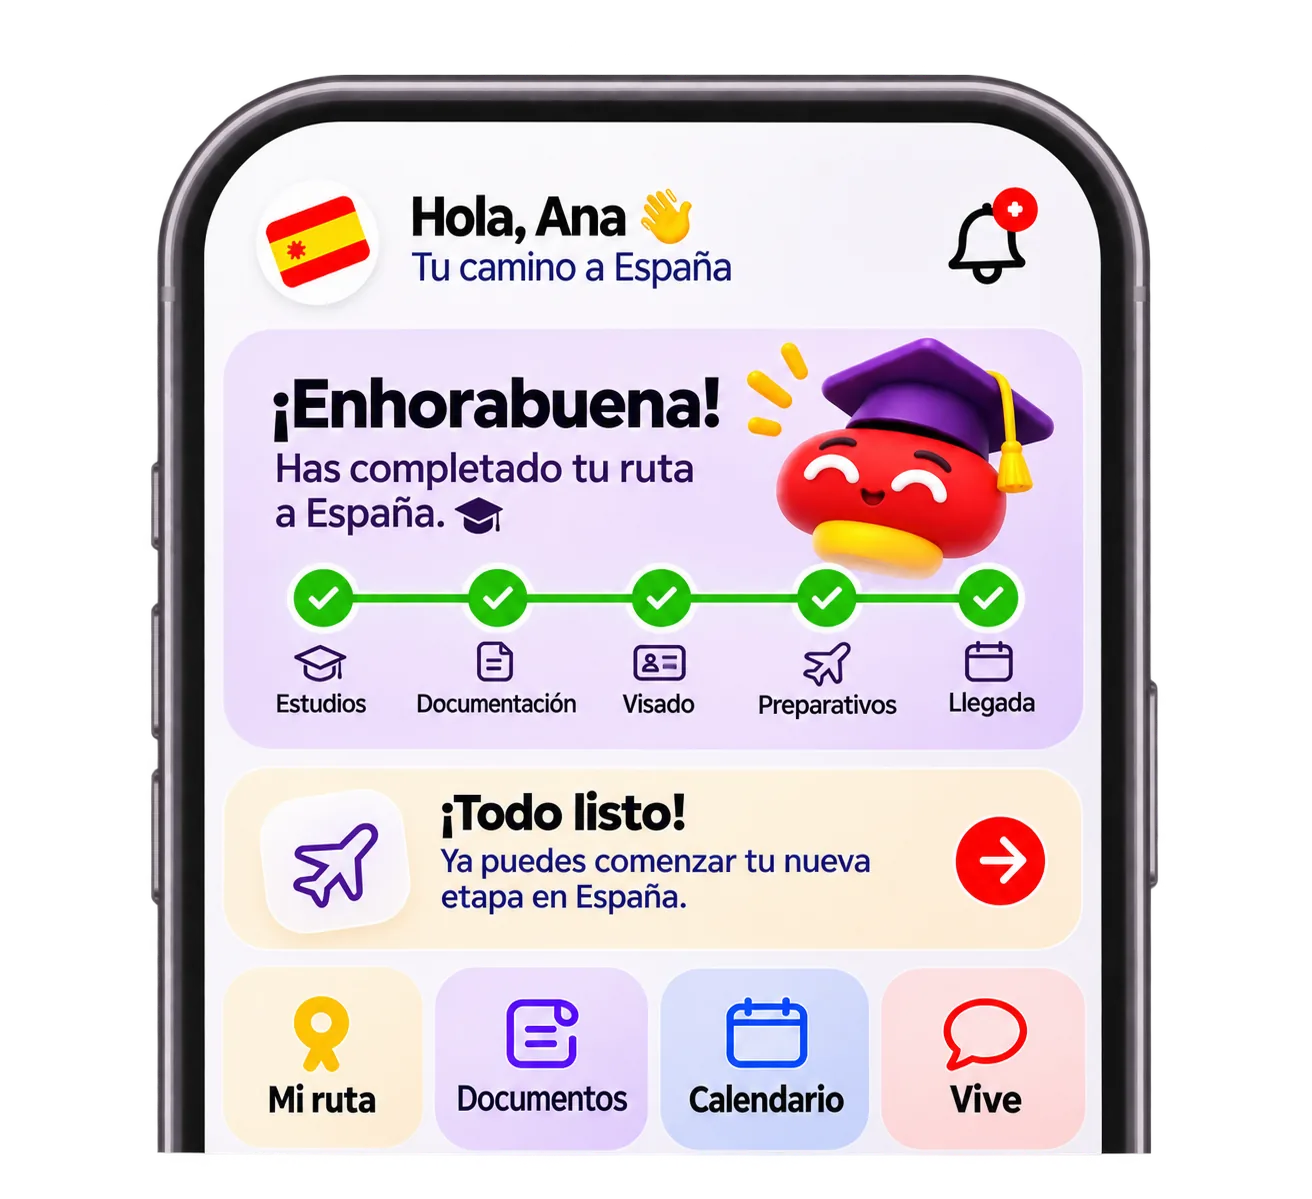 Hola, Ana
Tu camino a España
¡Enhorabuena!
Has completado tu ruta
a España.
Estudios
Documentación
Visado
Preparativos
Llegada
¡Todo listo!
Ya puedes comenzar tu nueva
etapa en España.
Mi ruta
Documentos
Calendario
Vive